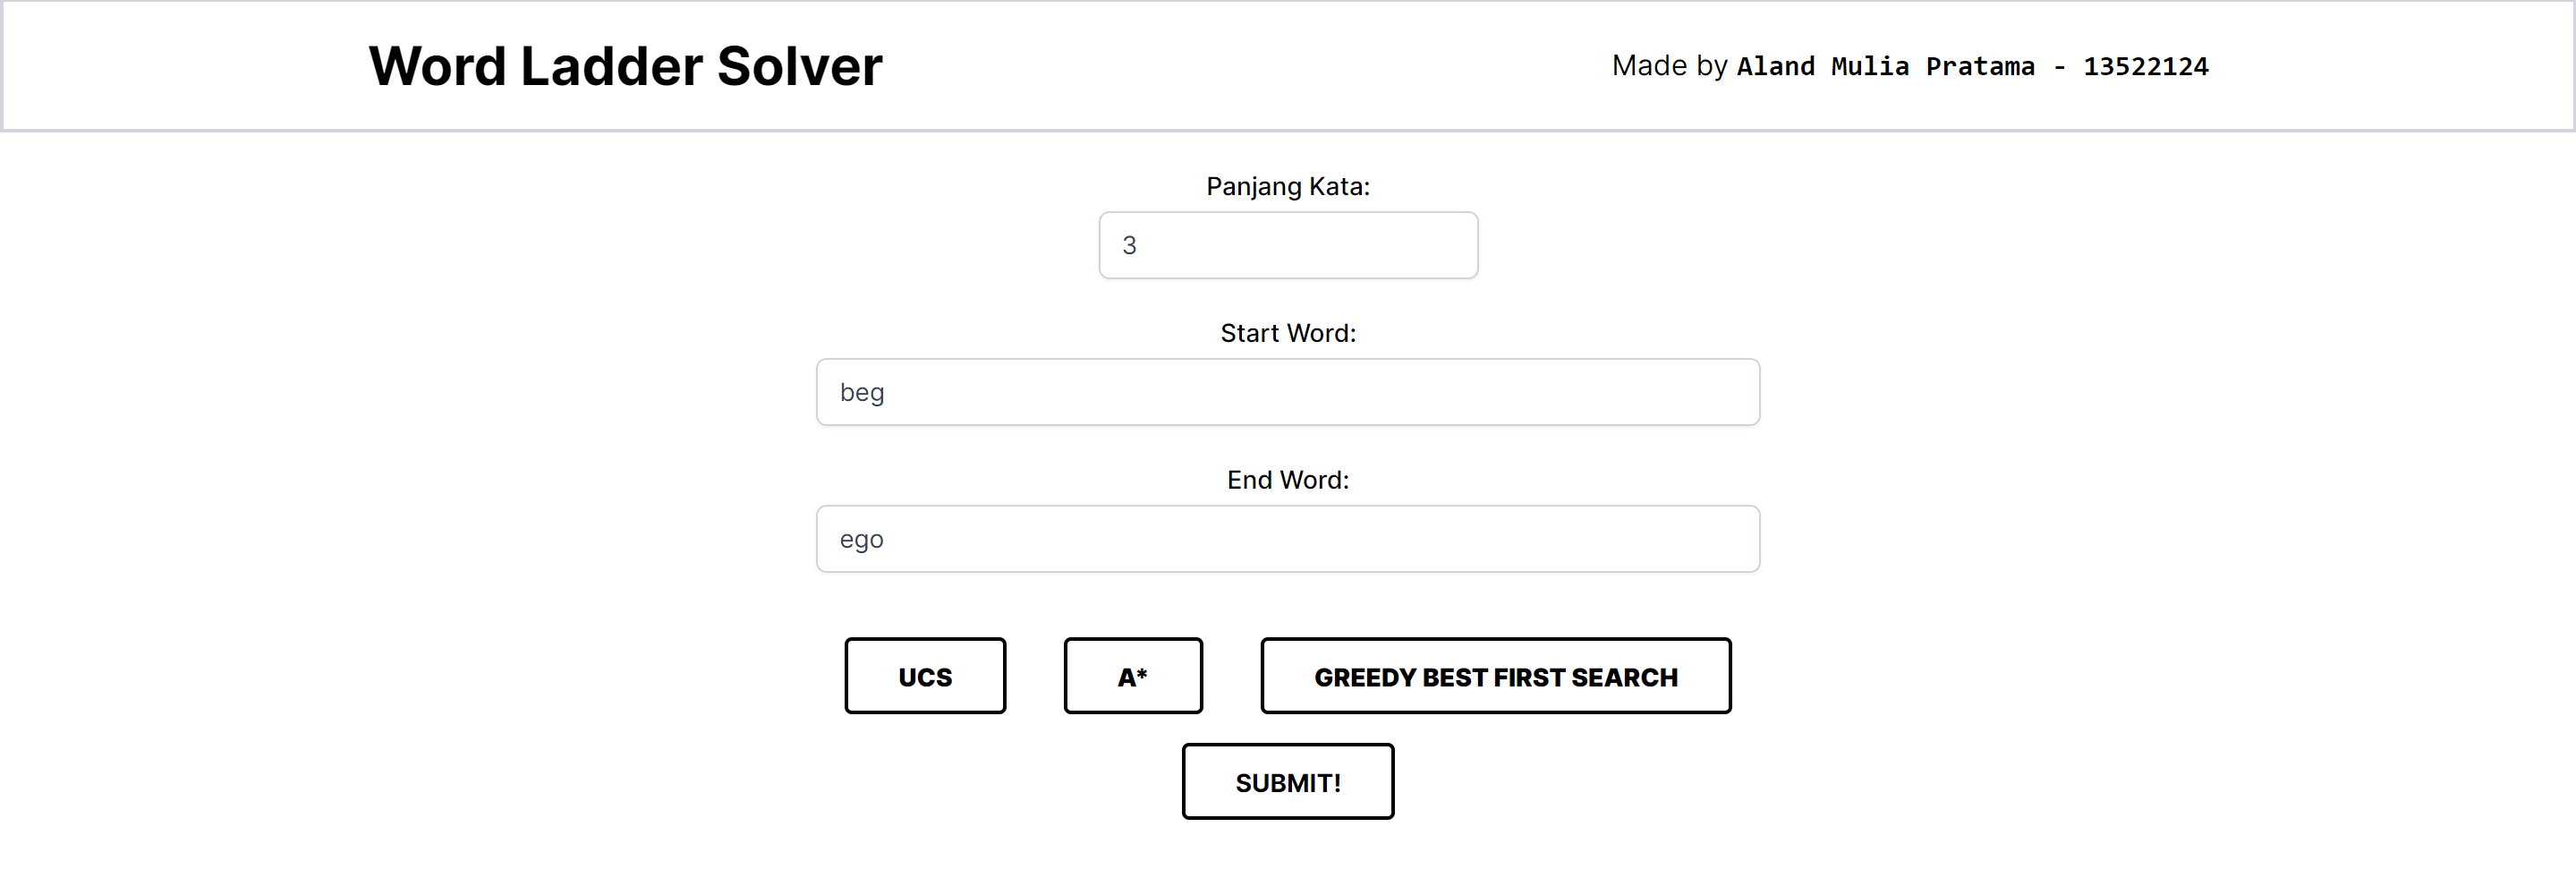 Word Ladder Solver
Made by Aland Mulia Pratama - 13522124
Panjang Kata:
3
Start Word:
beg
End Word:
ego
UCS
A*
GREEDY BEST FIRST SEARCH
SUBMIT!